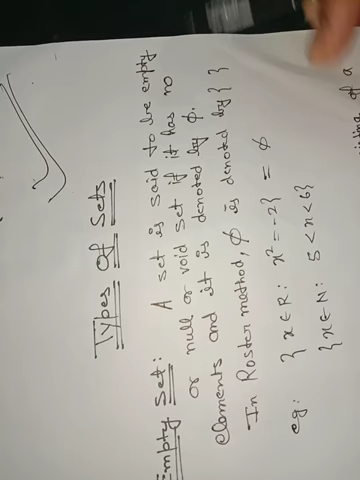 Types Of Sets
Empty Set: A set is said to be empty
or null or void set if it has no
elements and it is denoted by φ.
In Roster method, φ is denoted by { }
eg: { x ∈ R: x² = -2 } = φ
{ x ∈ N: 5 < x < 6 }
of a